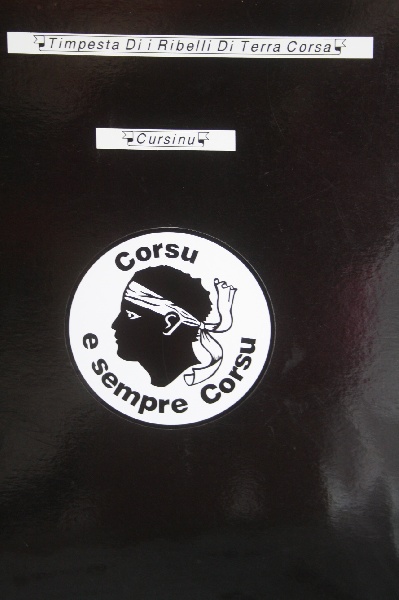 Timpesta Di i Ribelli Di Terra Corsa
Cursinu
Corsu
e sempre Corsu